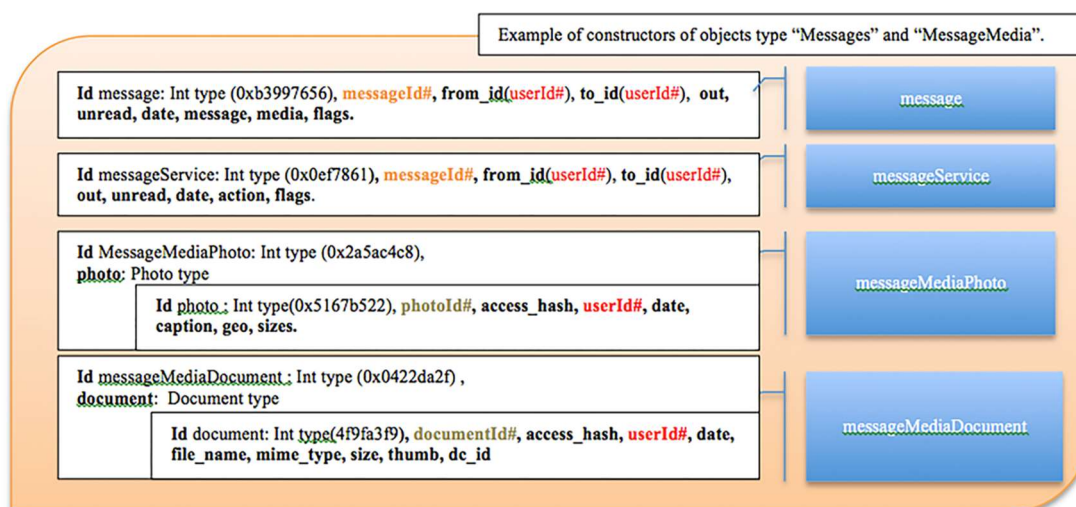 Example of constructors of objects type “Messages” and “MessageMedia”.
Id message: Int type (0xb3997656), messageId#, from_id(userId#), to_id(userId#), out,
unread, date, message, media, flags.
message
Id messageService: Int type (0x0ef7861), messageId#, from_id(userId#), to_id(userId#),
out, unread, date, action, flags.
messageService
Id MessageMediaPhoto: Int type (0x2a5ac4c8),
photo: Photo type
Id photo : Int type(0x5167b522), photoId#, access_hash, userId#, date,
caption, geo, sizes.
messageMediaPhoto
Id messageMediaDocument : Int type (0x0422da2f) ,
document: Document type
Id document: Int type(4f9fa3f9), documentId#, access_hash, userId#, date,
file_name, mime_type, size, thumb, dc_id
messageMediaDocument